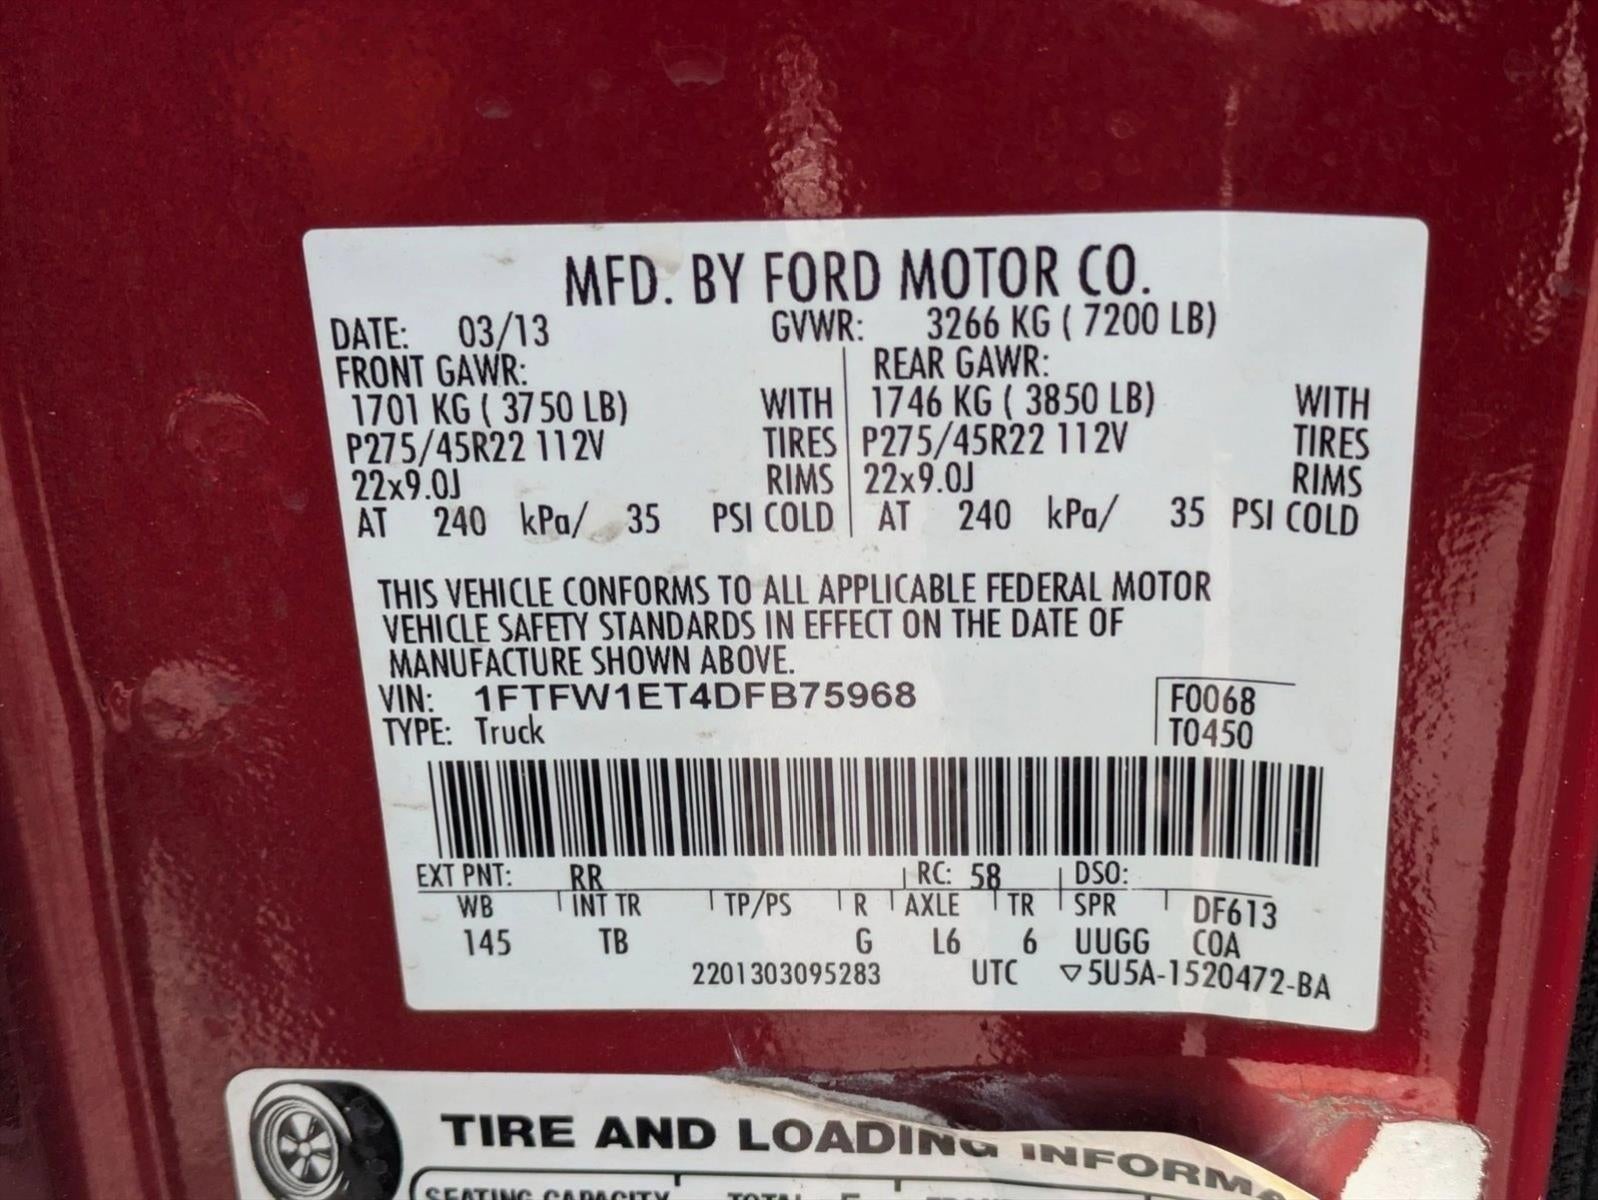 MFD. BY FORD MOTOR CO.
DATE: 03/13 GVWR: 3266 KG ( 7200 LB)
FRONT GAWR: REAR GAWR:
1701 KG ( 3750 LB) WITH 1746 KG ( 3850 LB) WITH
P275/45R22 112V TIRES P275/45R22 112V TIRES
22x9.0J RIMS 22x9.0J RIMS
AT 240 kPa/ 35 PSI COLD AT 240 kPa/ 35 PSI COLD
THIS VEHICLE CONFORMS TO ALL APPLICABLE FEDERAL MOTOR
VEHICLE SAFETY STANDARDS IN EFFECT ON THE DATE OF
MANUFACTURE SHOWN ABOVE.
VIN: 1FTFW1ET4DFB75968 F0068
TYPE: Truck T0450
EXT PNT: RR RC: 58 DSO:
WB INT TR TP/PS R AXLE TR SPR DF613
145 TB G L6 6 UUGG COA
2201303095283 UTC ▽5U5A-1520472-BA
TIRE AND LOADING INFORMA
SEATING CAPACITY TOTAL